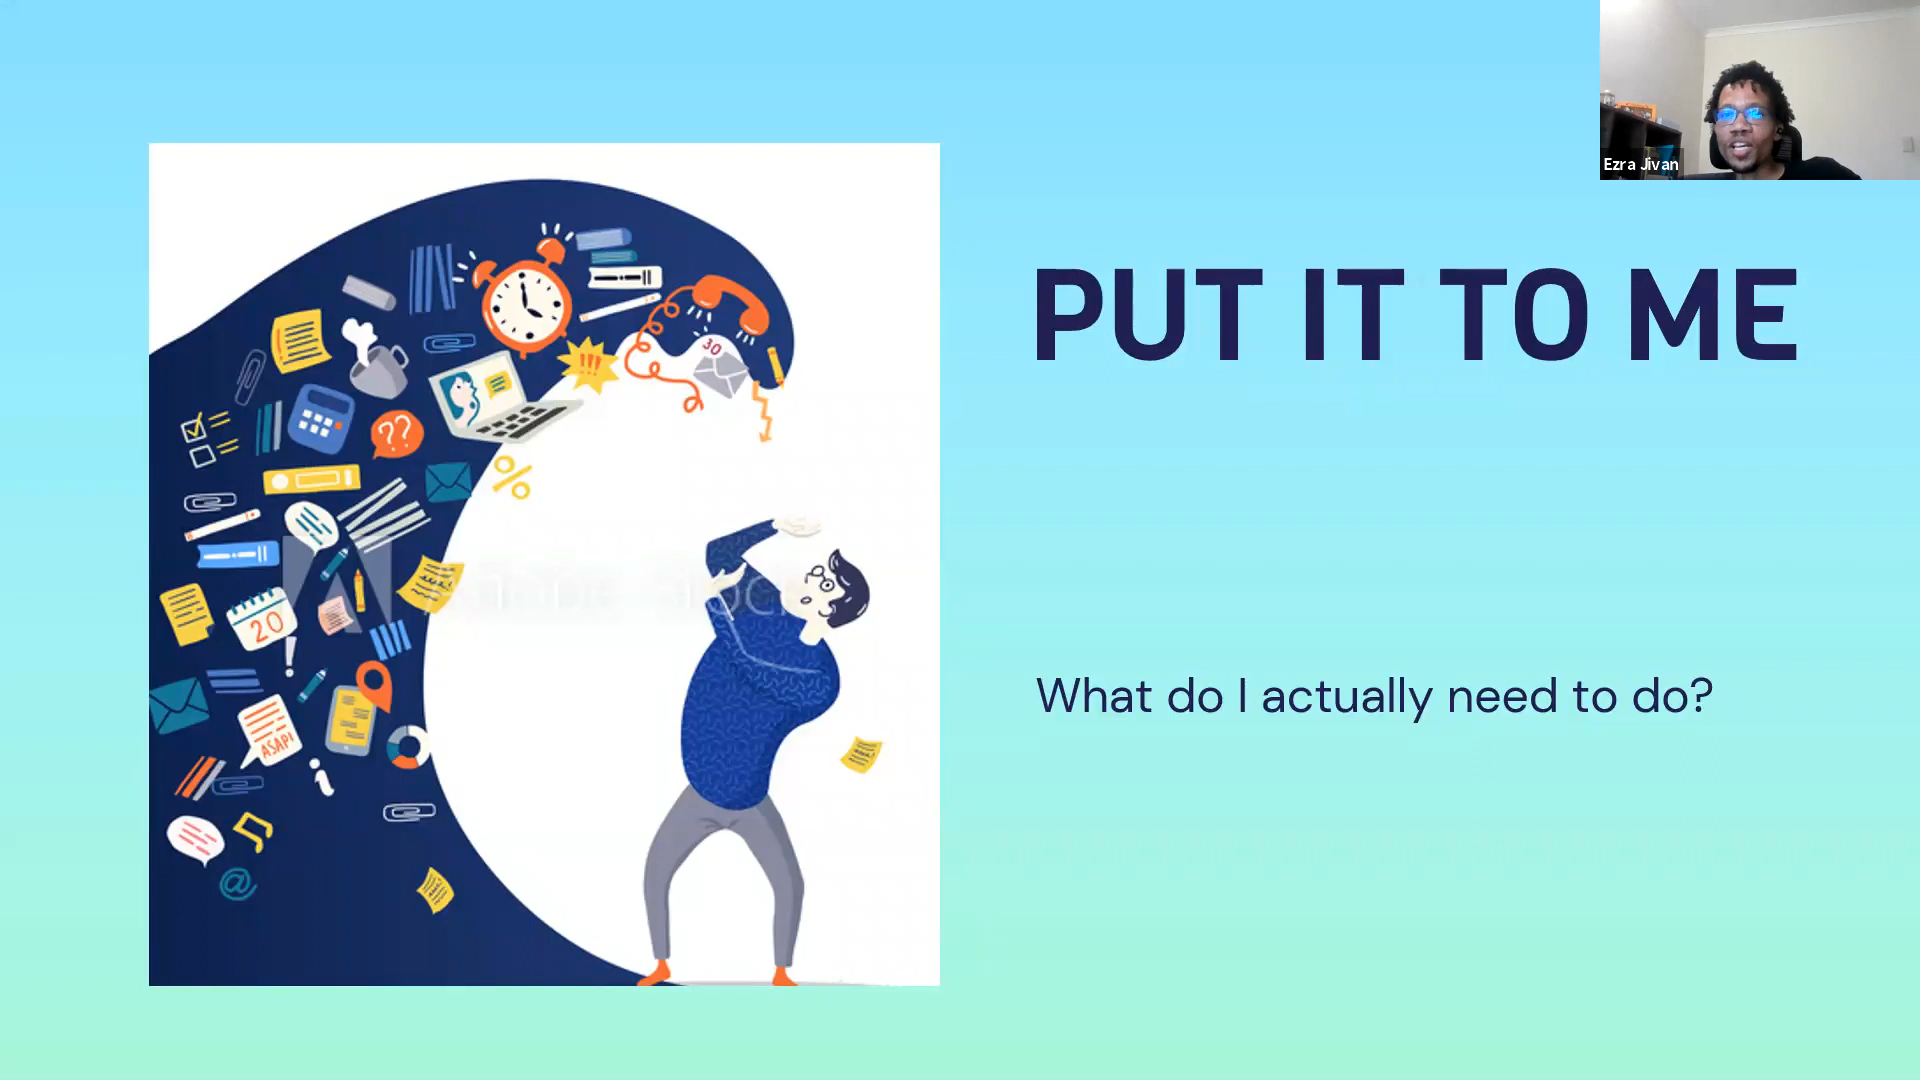 Ezra Jivan
PUT IT TO ME
What do I actually need to do?
30
!!!
??
%
20
!
ASAP!
i
@